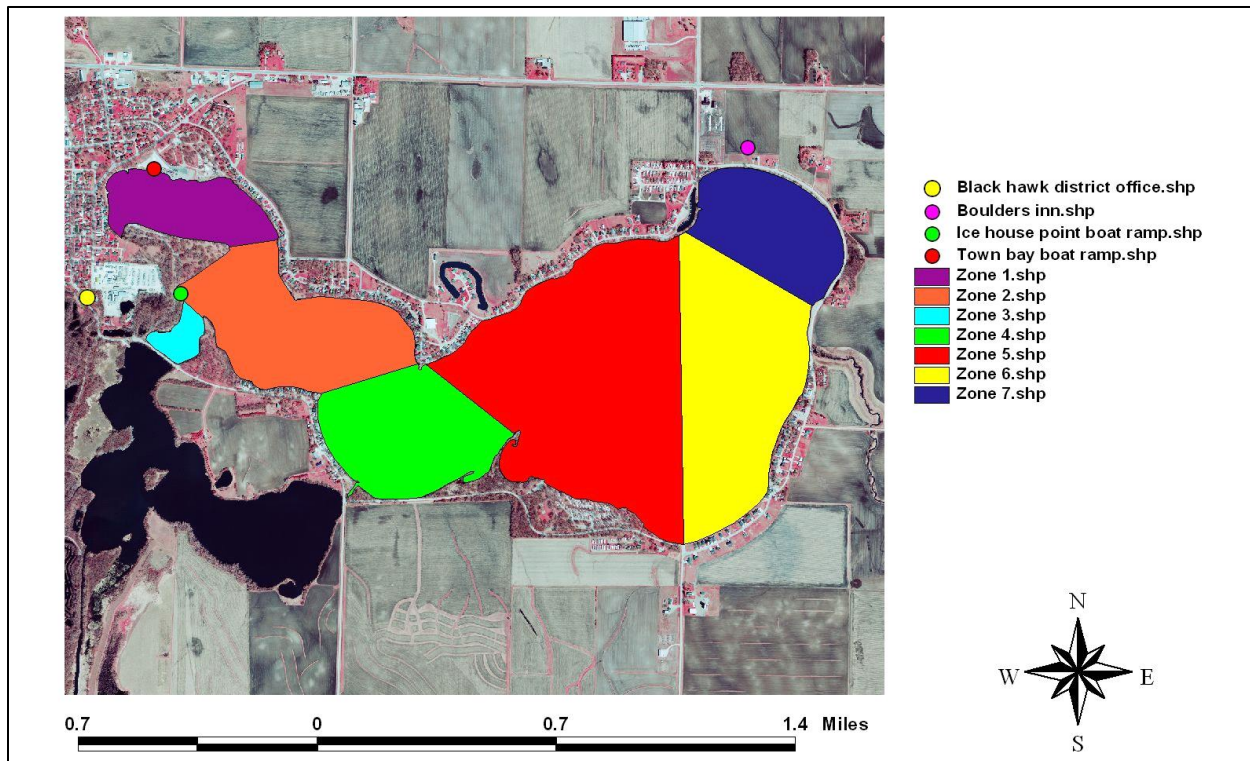 Black hawk district office.shp
Boulders inn.shp
Ice house point boat ramp.shp
Town bay boat ramp.shp
Zone 1.shp
Zone 2.shp
Zone 3.shp
Zone 4.shp
Zone 5.shp
Zone 6.shp
Zone 7.shp
N
W E
S
0.7 0 0.7 1.4 Miles